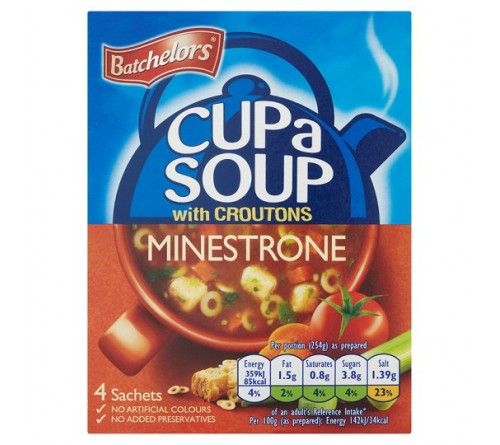 Batchelors®
CUP a
SOUP
with CROUTONS
MINESTRONE
Per portion (254g) as prepared
Energy
359kJ
85kcal
4%
Fat
1.5g
2%
Saturates
0.8g
4%
Sugars
3.8g
4%
Salt
1.39g
23%
of an adult's Reference Intake*
Per 100g (as prepared): Energy 142kJ/34kcal
4 Sachets
✓ NO ARTIFICIAL COLOURS
✓ NO ADDED PRESERVATIVES